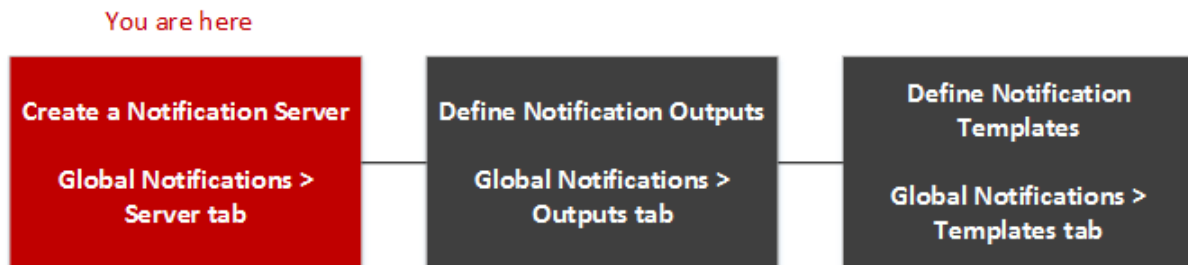 You are here
Create a Notification Server
Global Notifications >
Server tab
Define Notification Outputs
Global Notifications >
Outputs tab
Define Notification
Templates
Global Notifications >
Templates tab